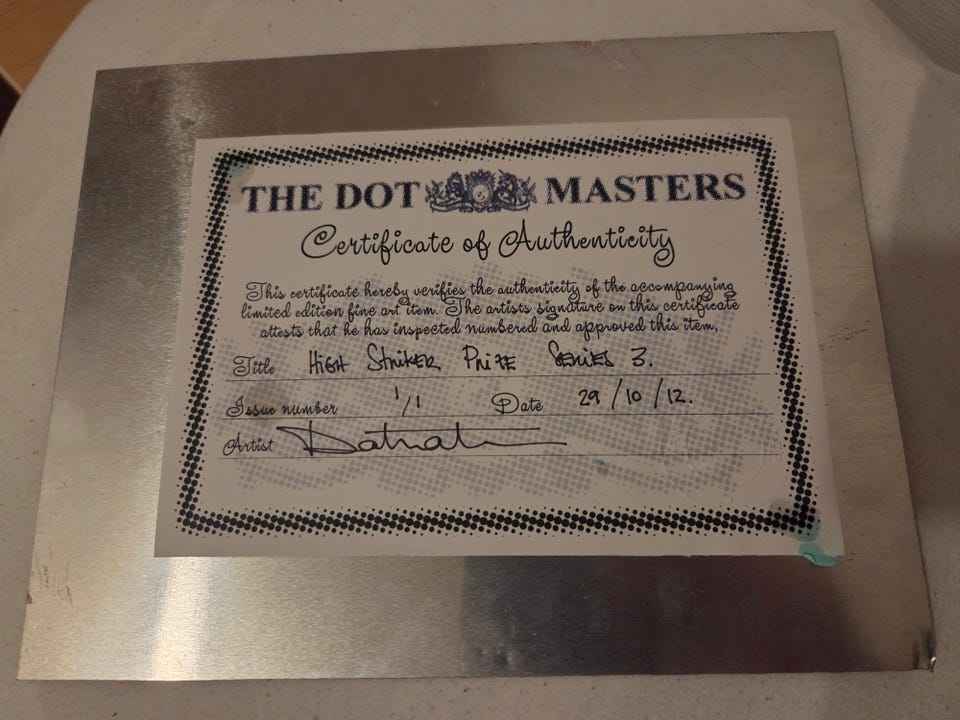 THE DOT MASTERS
Certificate of Authenticity
This certificate hereby verifies the authenticity of the accompanying
limited edition fine art item. The artists signature on this certificate
attests that he has inspected numbered and approved this item,
Title HIGH STRIKER PRIZE SERIES 3.
Issue number 1/1 Date 29/10/12.
Artist